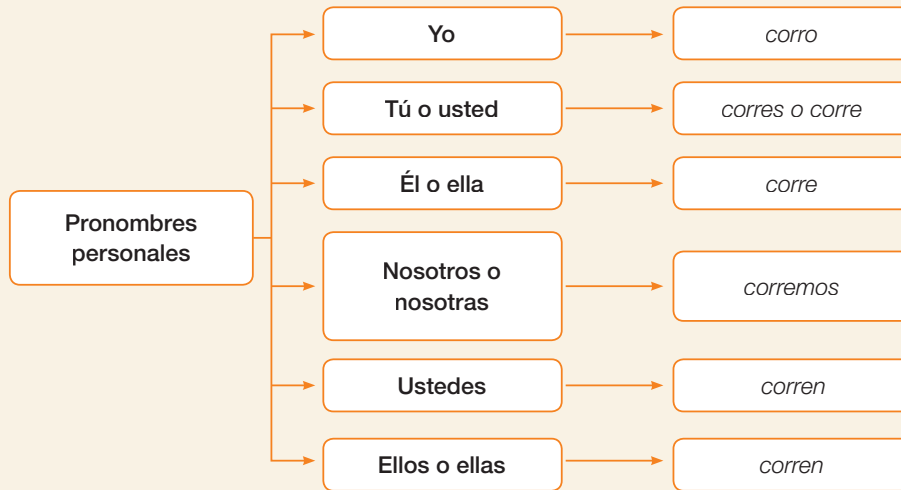 Pronombres
personales
Yo
corro
Tú o usted
corres o corre
Él o ella
corre
Nosotros o
nosotras
corremos
Ustedes
corren
Ellos o ellas
corren